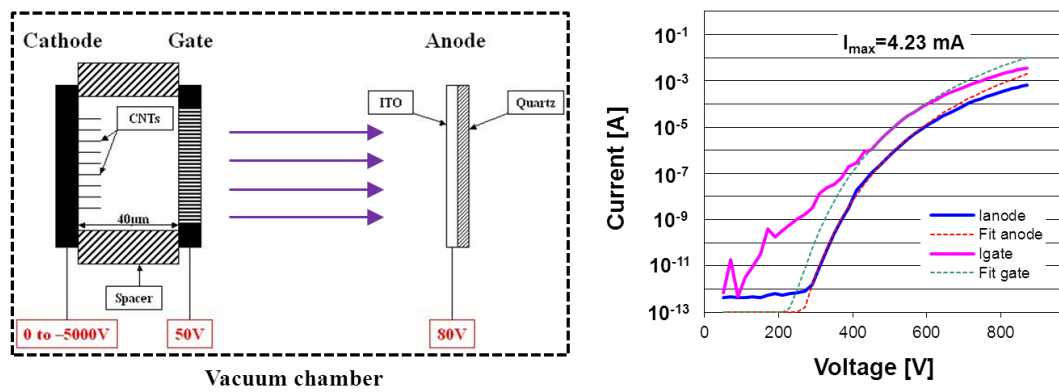 Cathode
Gate
Anode
ITO
Quartz
CNTs
40μm
Spacer
0 to –5000V
50V
80V
Vacuum chamber
Current [A]
10-1
10-3
10-5
10-7
10-9
10-11
10-13
Imax=4.23 mA
Ianode
Fit anode
Igate
Fit gate
0
200
400
600
800
Voltage [V]